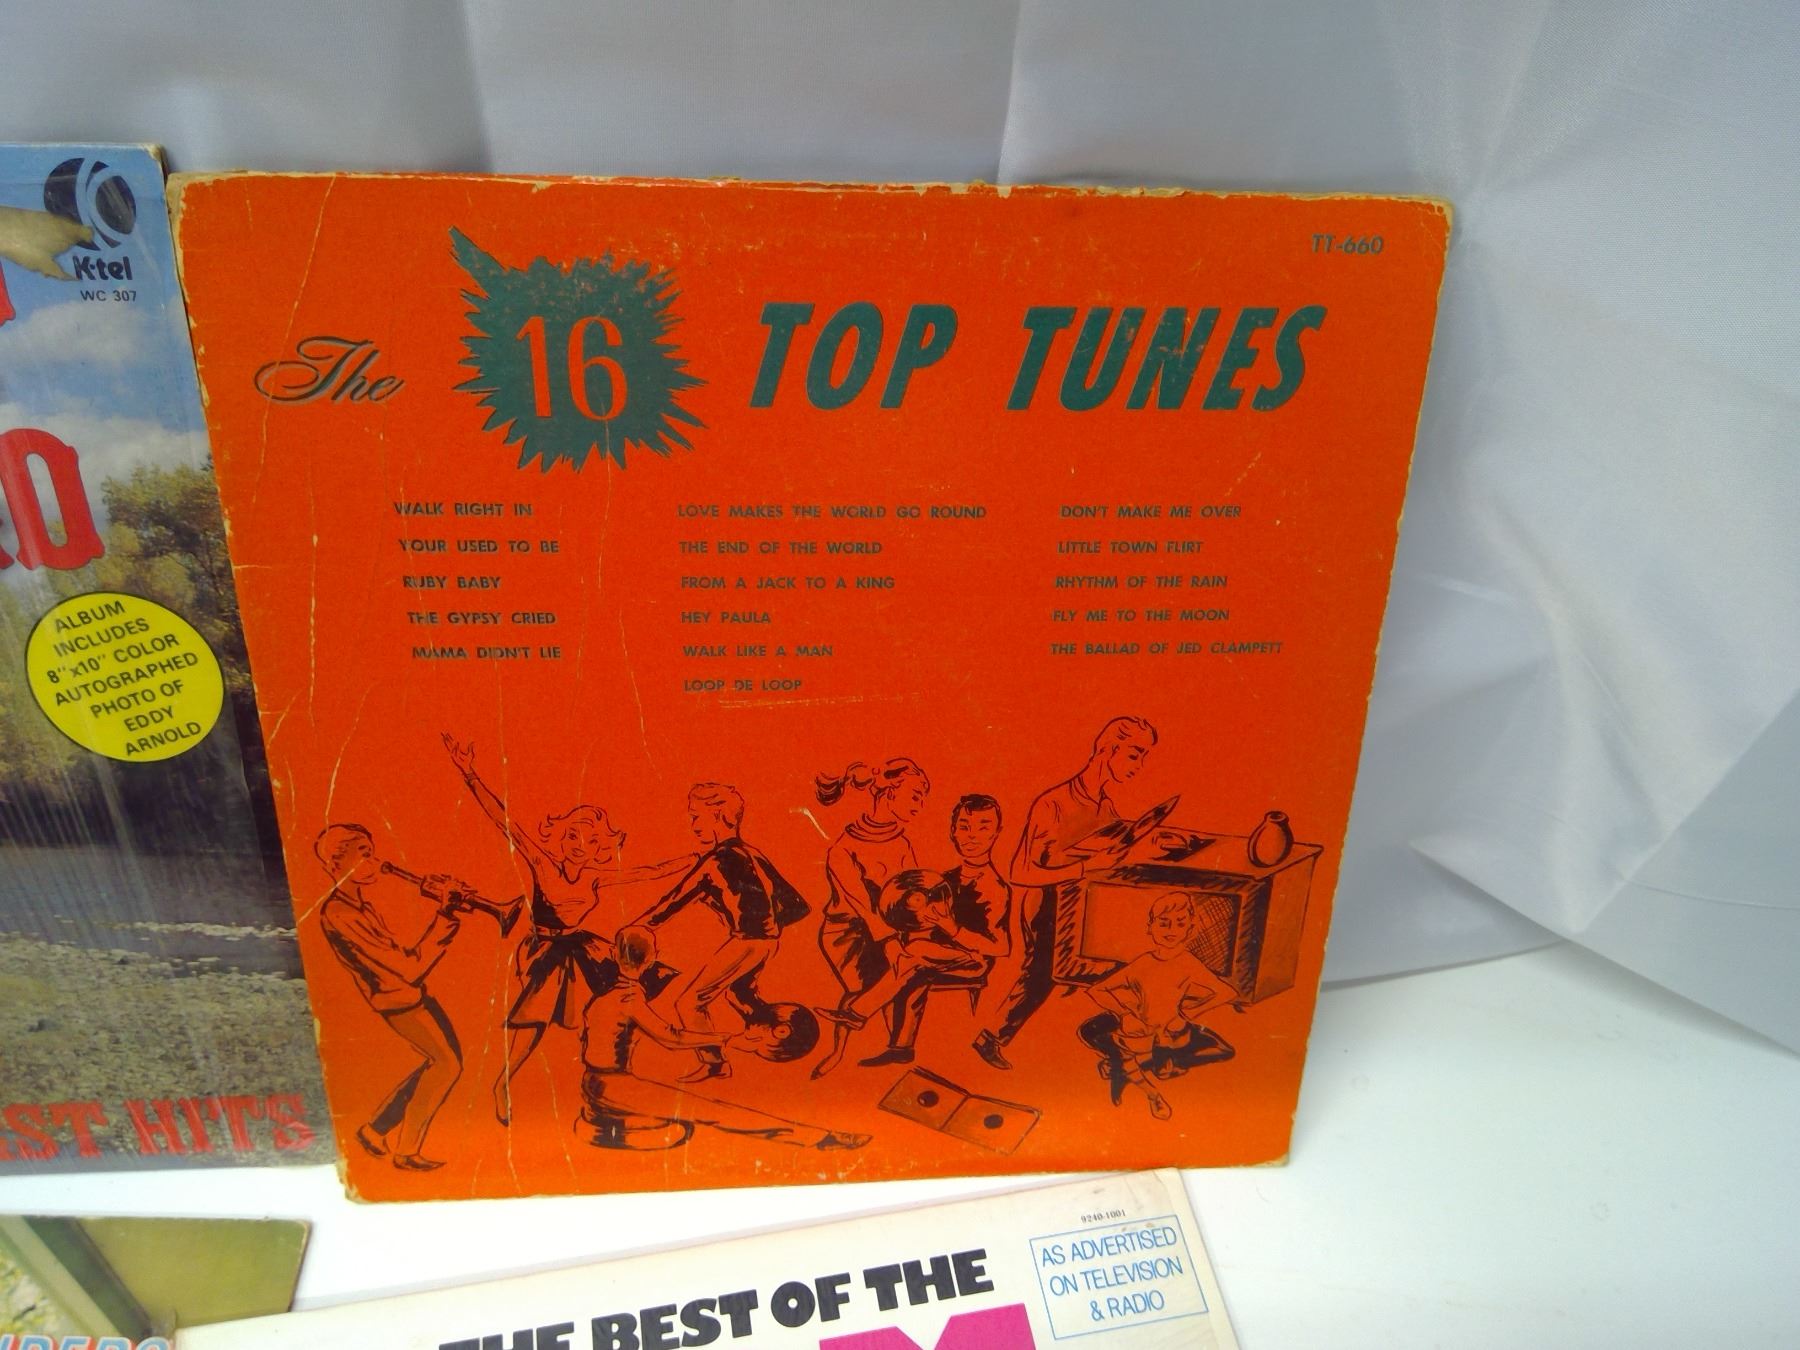 K-tel
WC 307
ALBUM
INCLUDES
8"x10" COLOR
AUTOGRAPHED
PHOTO OF
EDDY
ARNOLD
HITS
TT-660
The 16 TOP TUNES
WALK RIGHT IN
YOUR USED TO BE
RUBY BABY
THE GYPSY CRIED
MAMA DIDN'T LIE
LOVE MAKES THE WORLD GO ROUND
THE END OF THE WORLD
FROM A JACK TO A KING
HEY PAULA
WALK LIKE A MAN
LOOP DE LOOP
DON'T MAKE ME OVER
LITTLE TOWN FLIRT
RHYTHM OF THE RAIN
FLY ME TO THE MOON
THE BALLAD OF JED CLAMPETT
9240-1001
AS ADVERTISED
ON TELEVISION
& RADIO
THE BEST OF THE